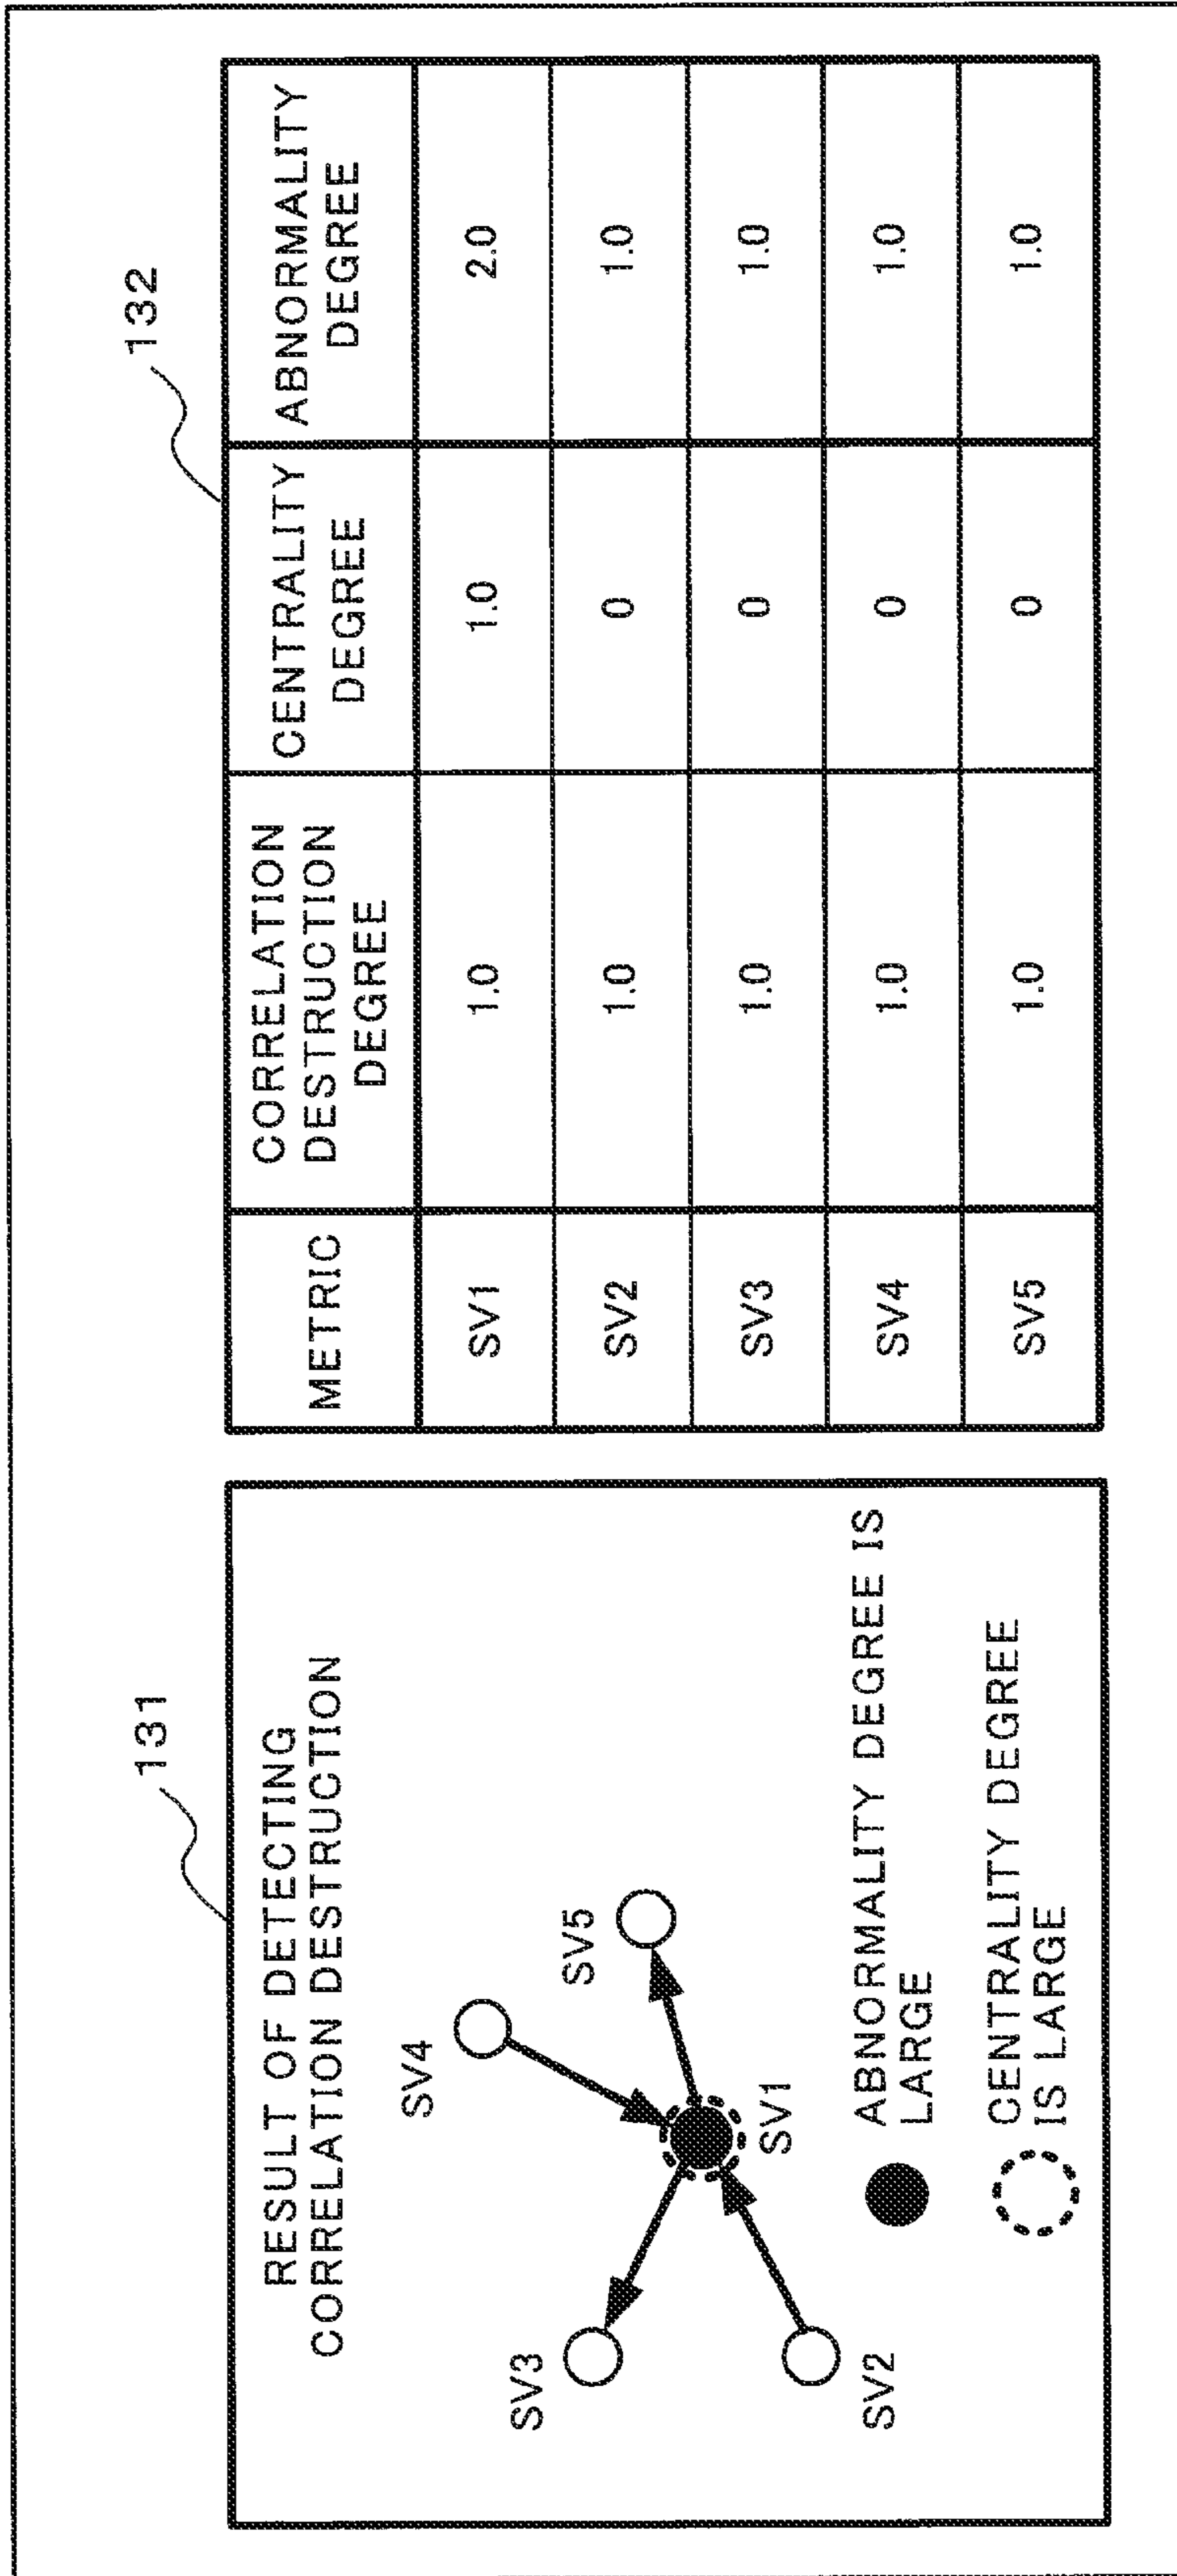 131
RESULT OF DETECTING
CORRELATION DESTRUCTION
SV4
SV5
SV3
SV1
SV2
ABNORMALITY DEGREE IS
LARGE
CENTRALITY DEGREE
IS LARGE
132
METRIC
CORRELATION
DESTRUCTION
DEGREE
CENTRALITY
DEGREE
ABNORMALITY
DEGREE
SV1 1.0 1.0 2.0
SV2 1.0 0 1.0
SV3 1.0 0 1.0
SV4 1.0 0 1.0
SV5 1.0 0 1.0